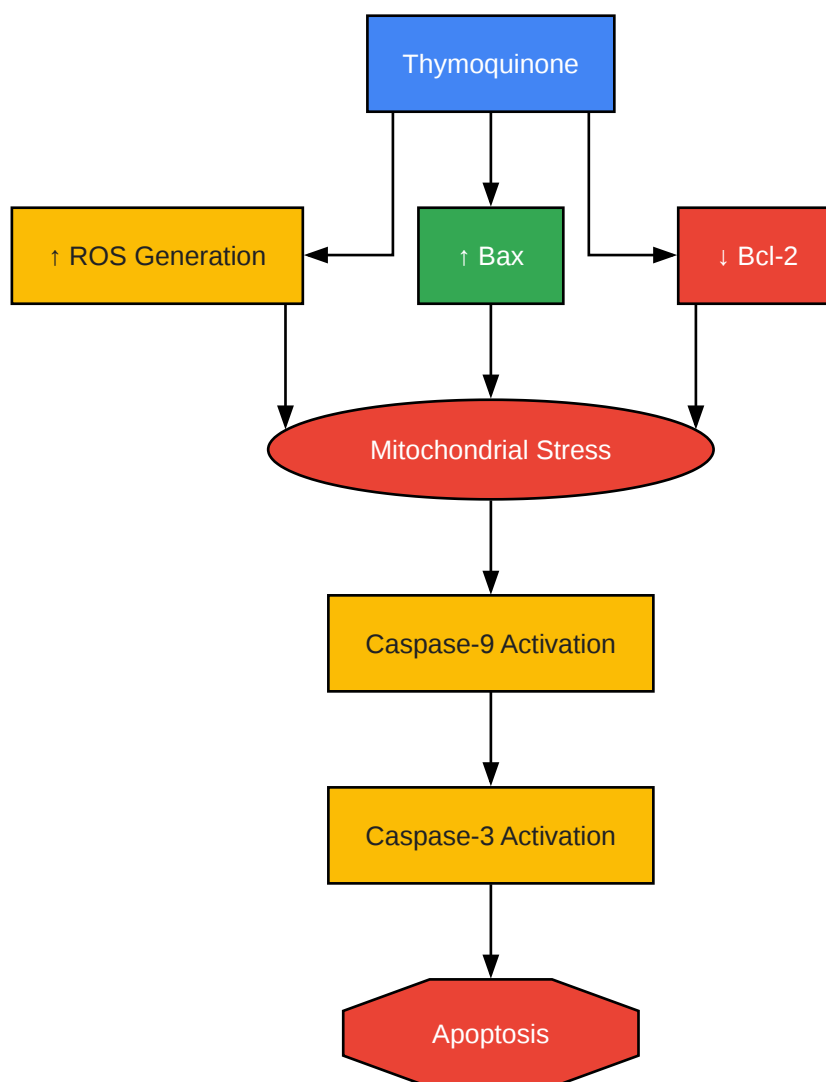 Thymoquinone
↑ ROS Generation
↑ Bax
↓ Bcl-2
Mitochondrial Stress
Caspase-9 Activation
Caspase-3 Activation
Apoptosis